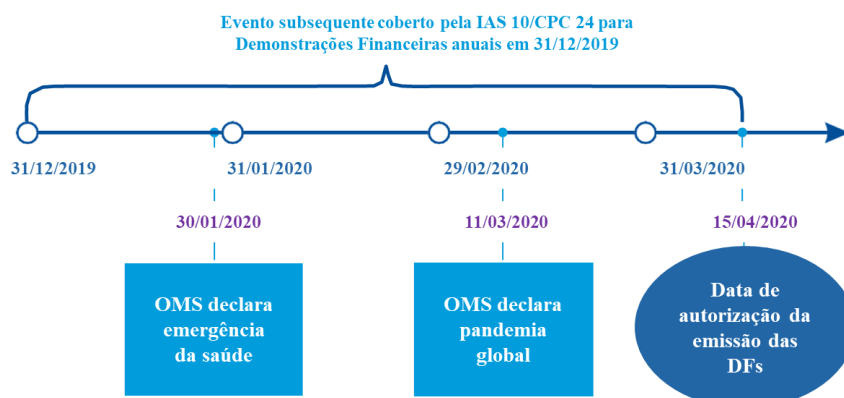 Evento subsequente coberto pela IAS 10/CPC 24 para
Demonstrações Financeiras anuais em 31/12/2019
31/12/2019
31/01/2020
29/02/2020
31/03/2020
30/01/2020
11/03/2020
15/04/2020
OMS declara
emergência
da saúde
OMS declara
pandemia
global
Data de
autorização da
emissão das
DFs